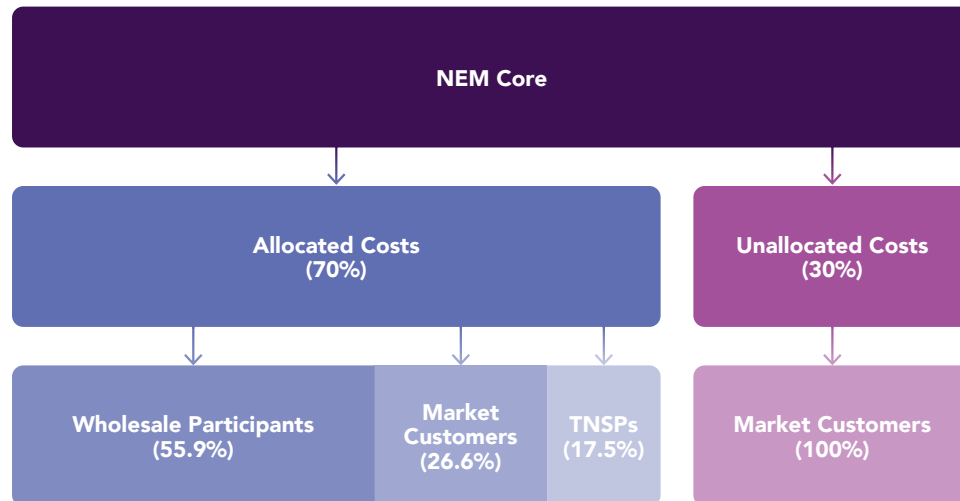 NEM Core
Allocated Costs
(70%)
Unallocated Costs
(30%)
Wholesale Participants
(55.9%)
Market
Customers
(26.6%)
TNSPs
(17.5%)
Market Customers
(100%)